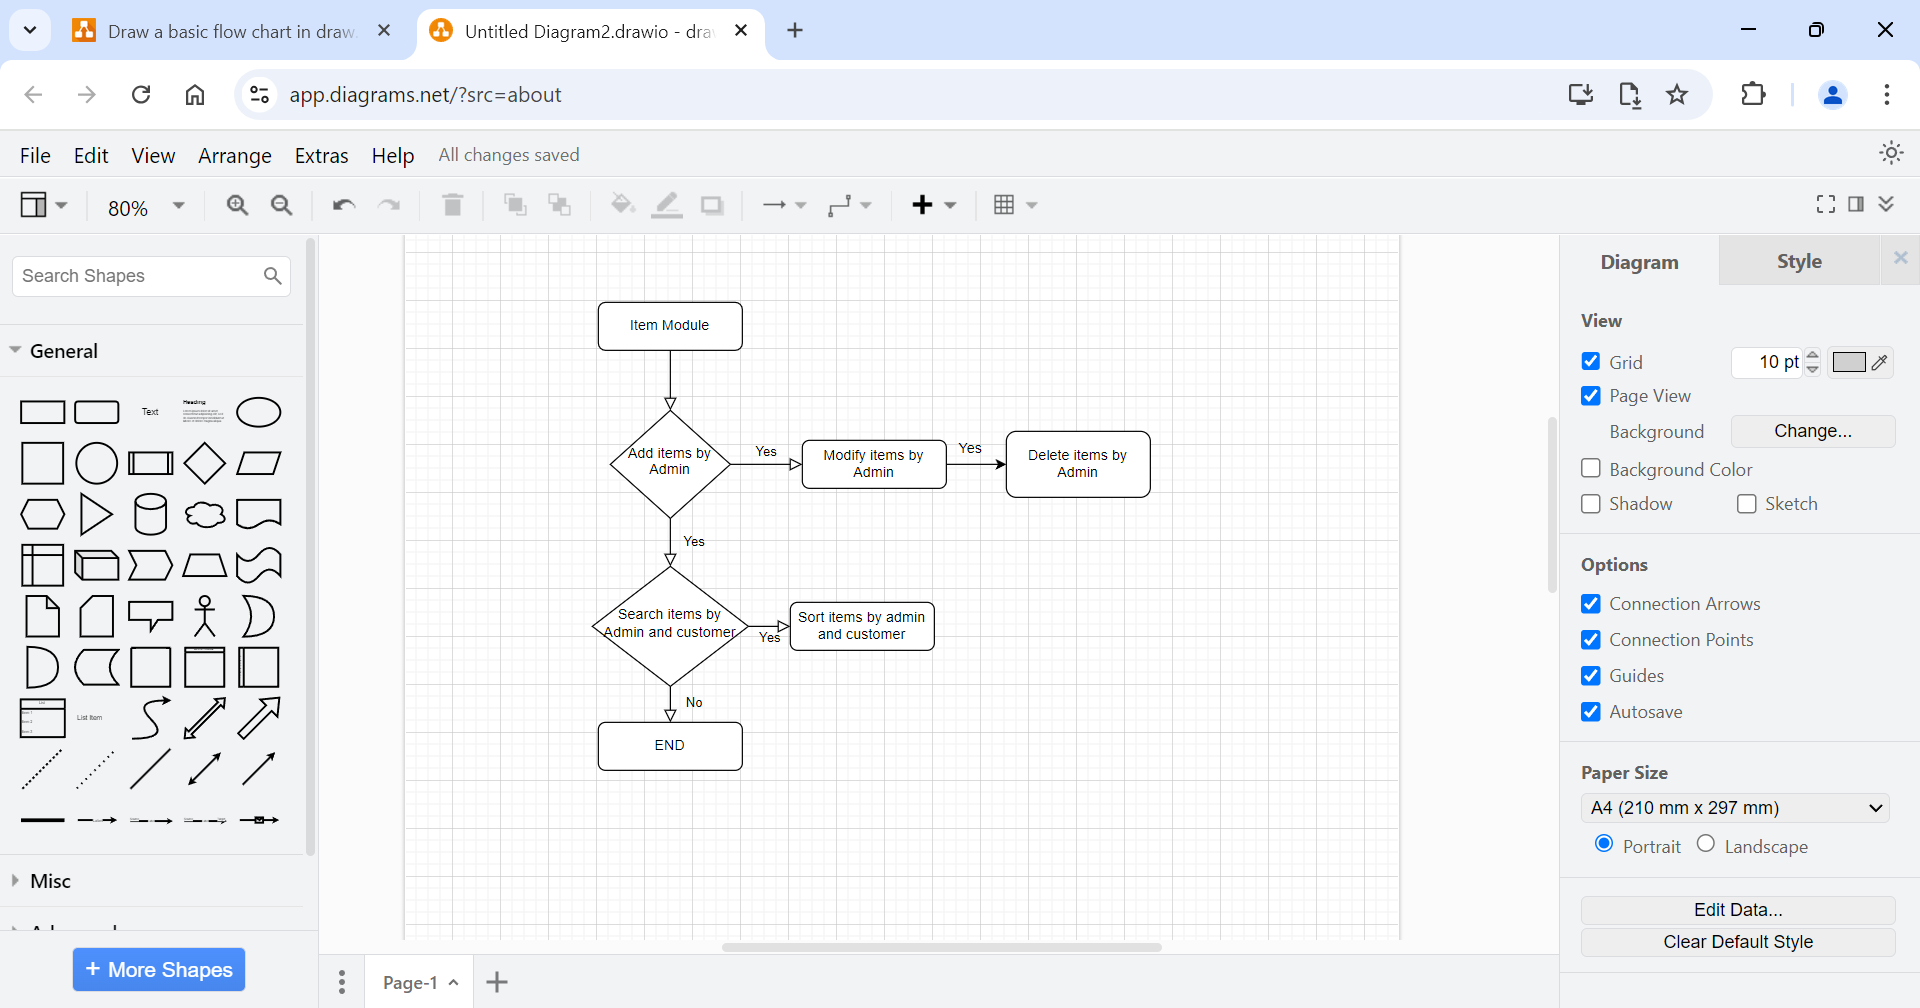 Draw a basic flow chart in draw.
Untitled Diagram2.drawio - dra
app.diagrams.net/?src=about
File Edit View Arrange Extras Help All changes saved
80%
Search Shapes
General
Text
Heading
List
List Item
Misc
+ More Shapes
Item Module
Add items by
Admin
Yes
Modify items by
Admin
Yes
Delete items by
Admin
Yes
Search items by
Admin and customer
Yes
Sort items by admin
and customer
No
END
Page-1
Diagram Style
View
Grid 10 pt
Page View
Background Change...
Background Color
Shadow Sketch
Options
Connection Arrows
Connection Points
Guides
Autosave
Paper Size
A4 (210 mm x 297 mm)
Portrait Landscape
Edit Data...
Clear Default Style